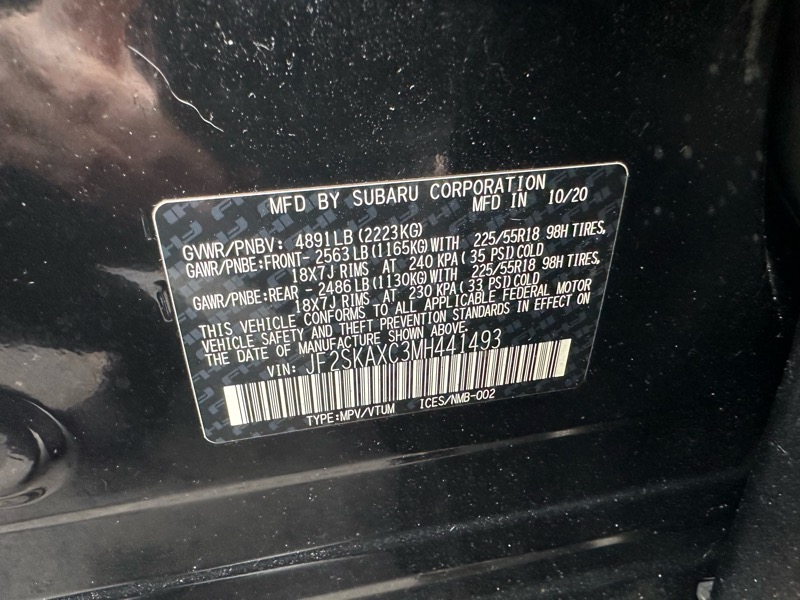 MFD BY SUBARU CORPORATION
MFD IN 10/20
GVWR/PNBV: 4891LB(2223KG)
GAWR/PNBE:FRONT- 2563LB(1165KG)WITH 225/55R18 98H TIRES,
18X7J RIMS AT 240 KPA( 35 PSI)COLD
GAWR/PNBE:REAR - 2486LB(1130KG)WITH 225/55R18 98H TIRES,
18X7J RIMS AT 230 KPA( 33 PSI)COLD
THIS VEHICLE CONFORMS TO ALL APPLICABLE FEDERAL MOTOR
VEHICLE SAFETY AND THEFT PREVENTION STANDARDS IN EFFECT ON
THE DATE OF MANUFACTURE SHOWN ABOVE.
VIN: JF2SKAXC3MH441493
TYPE:MPV/VTUM ICES/NMB-002